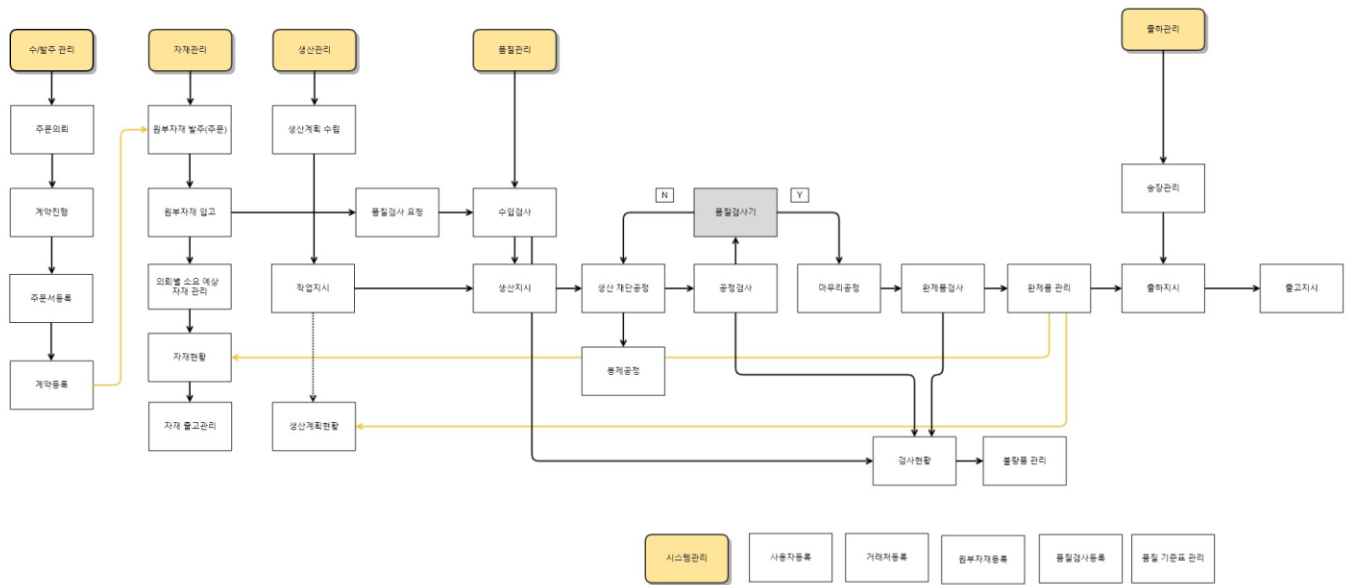 수/발주 관리
자재관리
생산관리
품질관리
출하관리
주문의뢰
원부자재 발주(주문)
생산계획 수립
계약진행
원부자재 입고
품질검사 요청
수입검사
N
품질검사기
Y
송장관리
주문서등록
의뢰별 소요 예상
자재 관리
작업지시
생산지시
생산 재단공정
공정검사
마무리공정
완제품검사
완제품 관리
출하지시
출고지시
계약등록
자재현황
봉제공정
자재 출고관리
생산계획현황
검사현황
불량품 관리
시스템관리
사용자등록
거래처등록
원부자재등록
품질검사등록
품질 기준표 관리